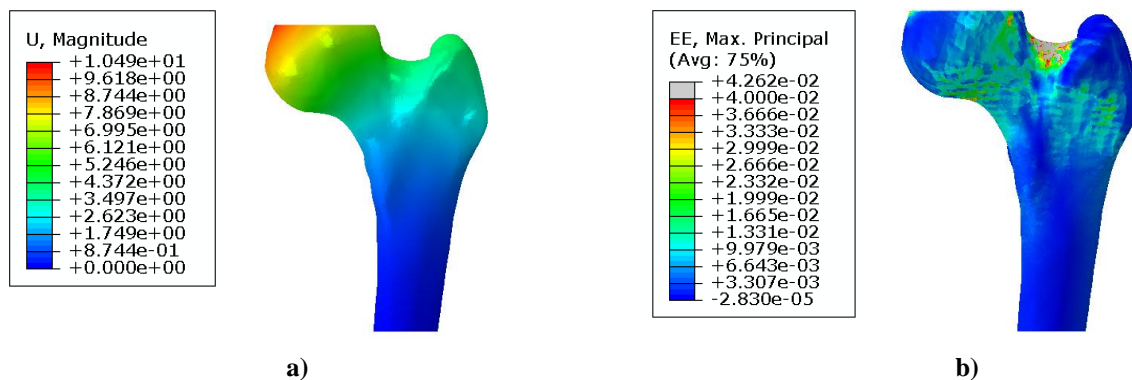 U, Magnitude
+1.049e+01
+9.618e+00
+8.744e+00
+7.869e+00
+6.995e+00
+6.121e+00
+5.246e+00
+4.372e+00
+3.497e+00
+2.623e+00
+1.749e+00
+8.744e-01
+0.000e+00
EE, Max. Principal
(Avg: 75%)
+4.262e-02
+4.000e-02
+3.666e-02
+3.333e-02
+2.999e-02
+2.666e-02
+2.332e-02
+1.999e-02
+1.665e-02
+1.331e-02
+9.979e-03
+6.643e-03
+3.307e-03
-2.830e-05
a)
b)